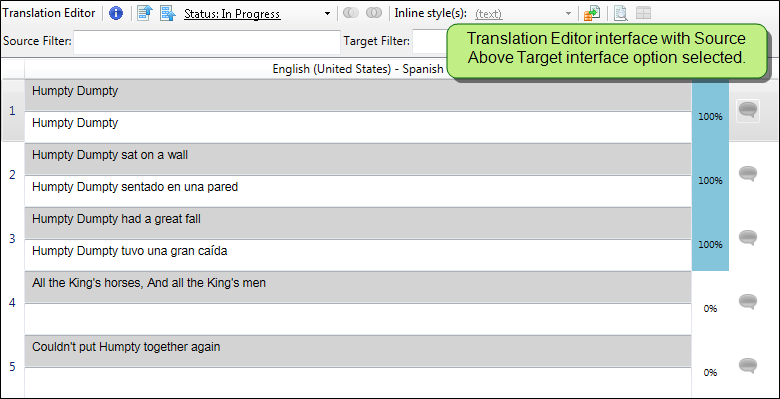 Translation Editor Status: In Progress Inline style(s): (text)
Source Filter: Target Filter:
Translation Editor interface with Source
Above Target interface option selected.
English (United States) - Spanish
1 Humpty Dumpty
Humpty Dumpty 100%
2 Humpty Dumpty sat on a wall
Humpty Dumpty sentado en una pared 100%
3 Humpty Dumpty had a great fall
Humpty Dumpty tuvo una gran caída 100%
4 All the King's horses, And all the King's men
0%
5 Couldn't put Humpty together again
0%